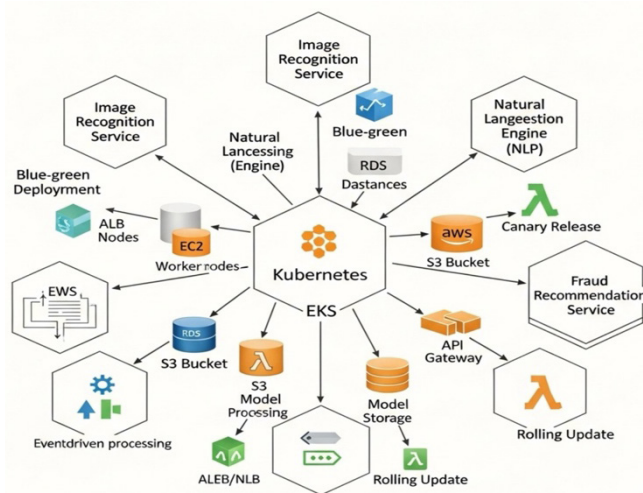 Image
Recognition
Service
Image
Recognition
Service
Natural
Langeestion
Engine
(NLP)
Natural
Lancessing
(Engine)
Blue-green
RDS
Dastances
Blue-green
Deployment
ALB
Nodes
EC2
Worker nodes
Kubernetes
EKS
aws
S3 Bucket
Canary Release
EWS
Fraud
Recommendation
Service
RDS
S3 Bucket
S3
Model
Processing
Model
Storage
API
Gateway
Rolling Update
Eventdriven processing
ALEB/NLB
Rolling Update